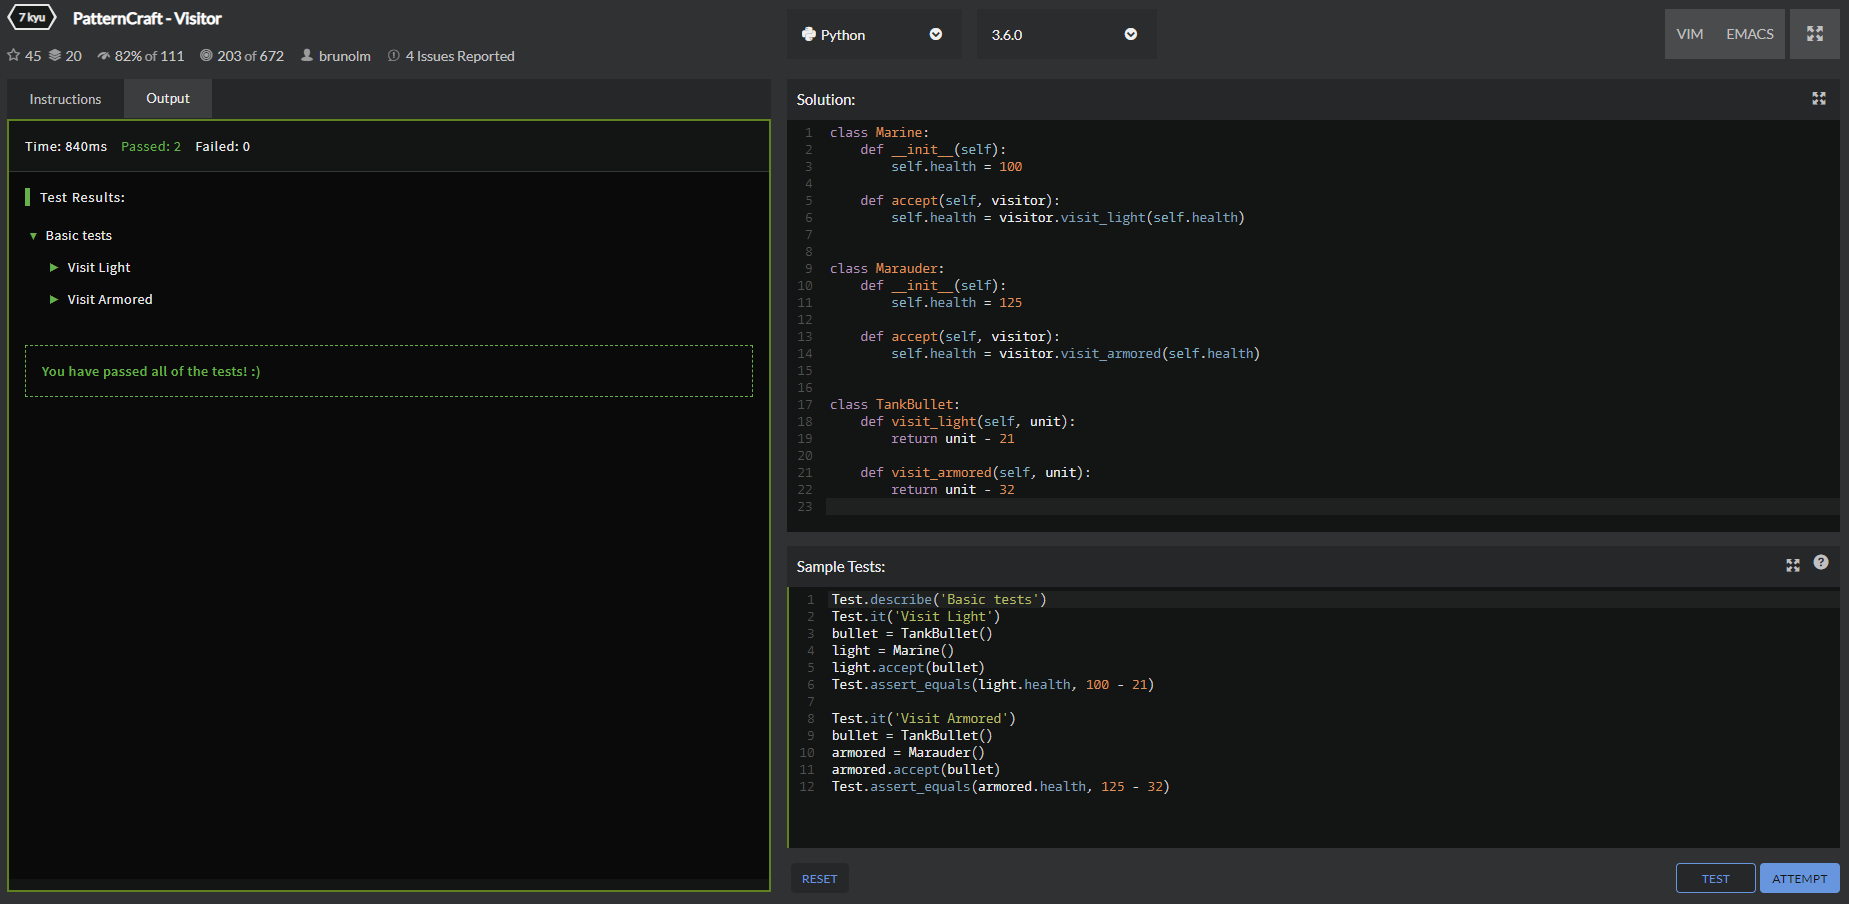 7 kyu PatternCraft - Visitor
45 20 82% of 111 203 of 672 brunolm 4 Issues Reported
Python 3.6.0 VIM EMACS
Instructions Output
Time: 840ms Passed: 2 Failed: 0
Test Results:
▼ Basic tests
▶ Visit Light
▶ Visit Armored
You have passed all of the tests! :)
Solution:
1 class Marine:
2     def __init__(self):
3         self.health = 100
4
5     def accept(self, visitor):
6         self.health = visitor.visit_light(self.health)
7
8
9 class Marauder:
10     def __init__(self):
11         self.health = 125
12
13     def accept(self, visitor):
14         self.health = visitor.visit_armored(self.health)
15
16
17 class TankBullet:
18     def visit_light(self, unit):
19         return unit - 21
20
21     def visit_armored(self, unit):
22         return unit - 32
23
Sample Tests: ?
1 Test.describe('Basic tests')
2 Test.it('Visit Light')
3 bullet = TankBullet()
4 light = Marine()
5 light.accept(bullet)
6 Test.assert_equals(light.health, 100 - 21)
7
8 Test.it('Visit Armored')
9 bullet = TankBullet()
10 armored = Marauder()
11 armored.accept(bullet)
12 Test.assert_equals(armored.health, 125 - 32)
RESET TEST ATTEMPT